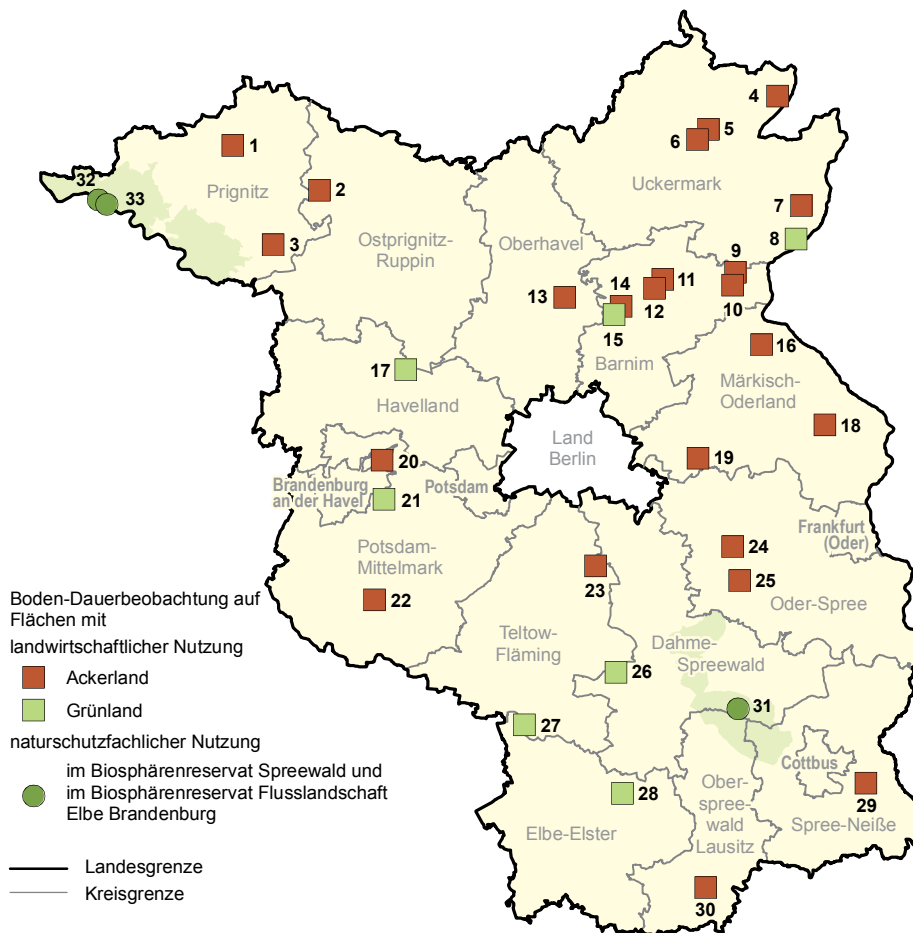 4
5
6
1
Uckermark
32
Prignitz
2
33
7
8
Ostprignitz-
Ruppin
3
Oberhavel
9
11
14
13
12
10
15
16
Barnim
17
Märkisch-
Oderland
Havelland
18
Land
Berlin
19
20
Brandenburg
an der Havel
Potsdam
21
Frankfurt
(Oder)
24
Potsdam-
Mittelmark
25
23
22
Oder-Spree
Teltow-
Fläming
Dahme-
Spreewald
26
31
27
Cottbus
28
Ober-
spree-
wald
Lausitz
29
Elbe-Elster
Spree-Neiße
30
Boden-Dauerbeobachtung auf
Flächen mit
landwirtschaftlicher Nutzung
Ackerland
Grünland
naturschutzfachlicher Nutzung
im Biosphärenreservat Spreewald und
im Biosphärenreservat Flusslandschaft
Elbe Brandenburg
Landesgrenze
Kreisgrenze